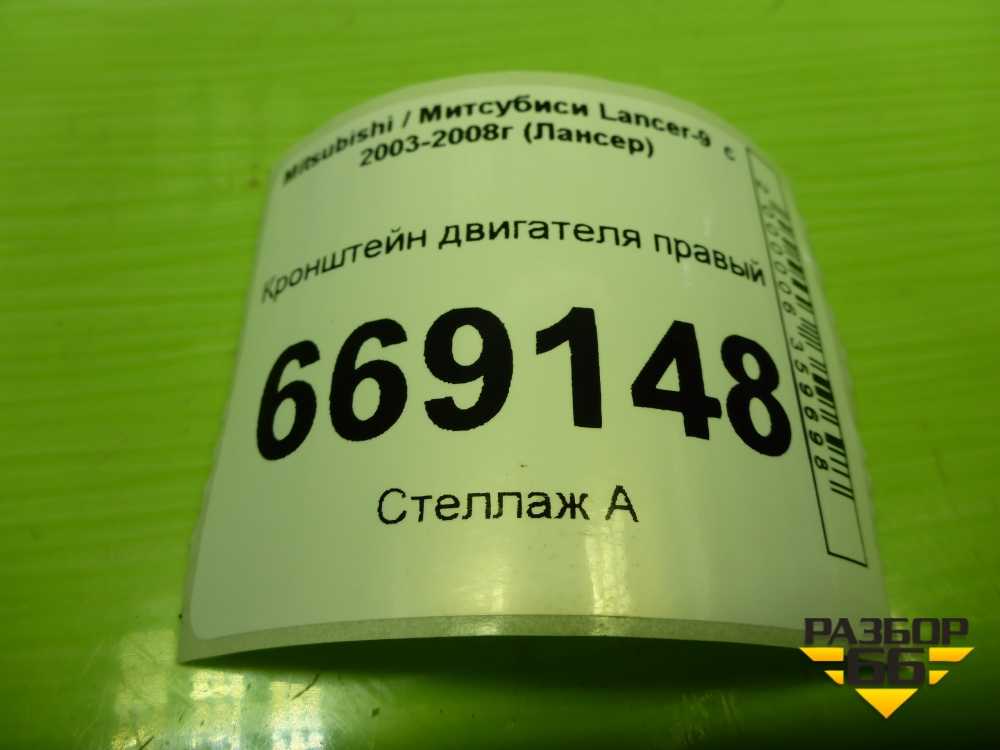 Mitsubishi / Митсубиси Lancer-9 с
2003-2008г (Лансер)
Кронштейн двигателя правый
669148
Стеллаж А
2000006359698
РАЗБОР
66